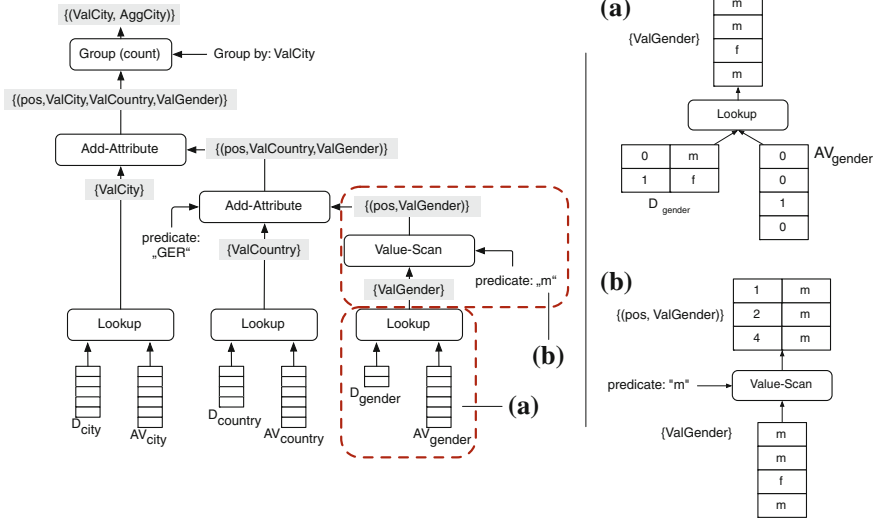 {(ValCity, AggCity)}
Group (count)
Group by: ValCity
{(pos,ValCity,ValCountry,ValGender)}
Add-Attribute
{(pos,ValCountry,ValGender)}
{ValCity}
Add-Attribute
{(pos,ValGender)}
predicate:
„GER“
{ValCountry}
Value-Scan
predicate: „m“
{ValGender}
Lookup
Lookup
Lookup
(b)
D city
AV city
D country
AV country
D gender
AV gender
(a)
(a)
m
m
{ValGender}
f
m
Lookup
0 m
1 f
D gender
AV gender
0
0
1
0
(b)
1 m
{(pos, ValGender)}
2 m
4 m
predicate: "m"
Value-Scan
{ValGender}
m
m
f
m